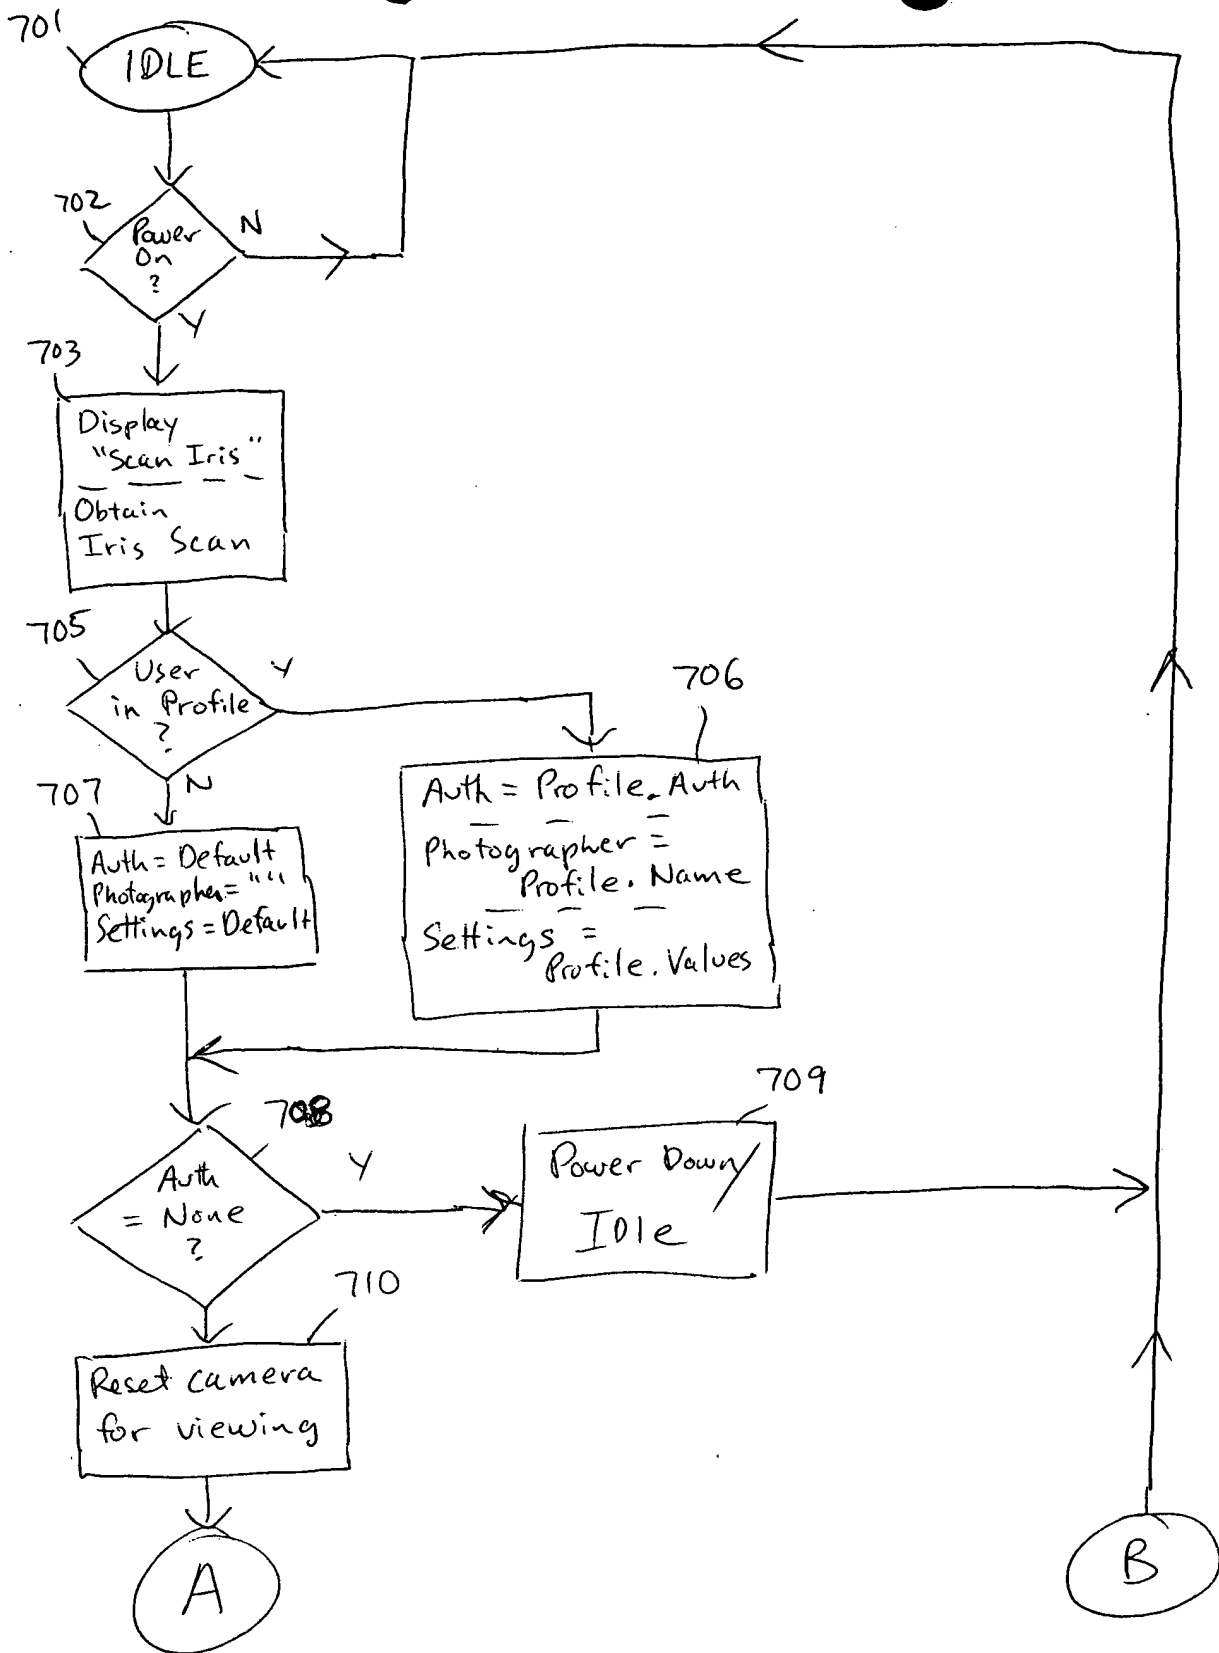 701
IDLE
702
Power
On
?
N
Y
703
Display
"Scan Iris"
Obtain
Iris Scan
705
User
in Profile
?
Y
N
706
Auth = Profile.Auth
Photographer =
Profile.Name
Settings =
Profile.Values
707
Auth = Default
Photographer = ""
Settings = Default
708
Auth
= None
?
Y
709
Power Down/
IDle
710
Reset camera
for viewing
A
B